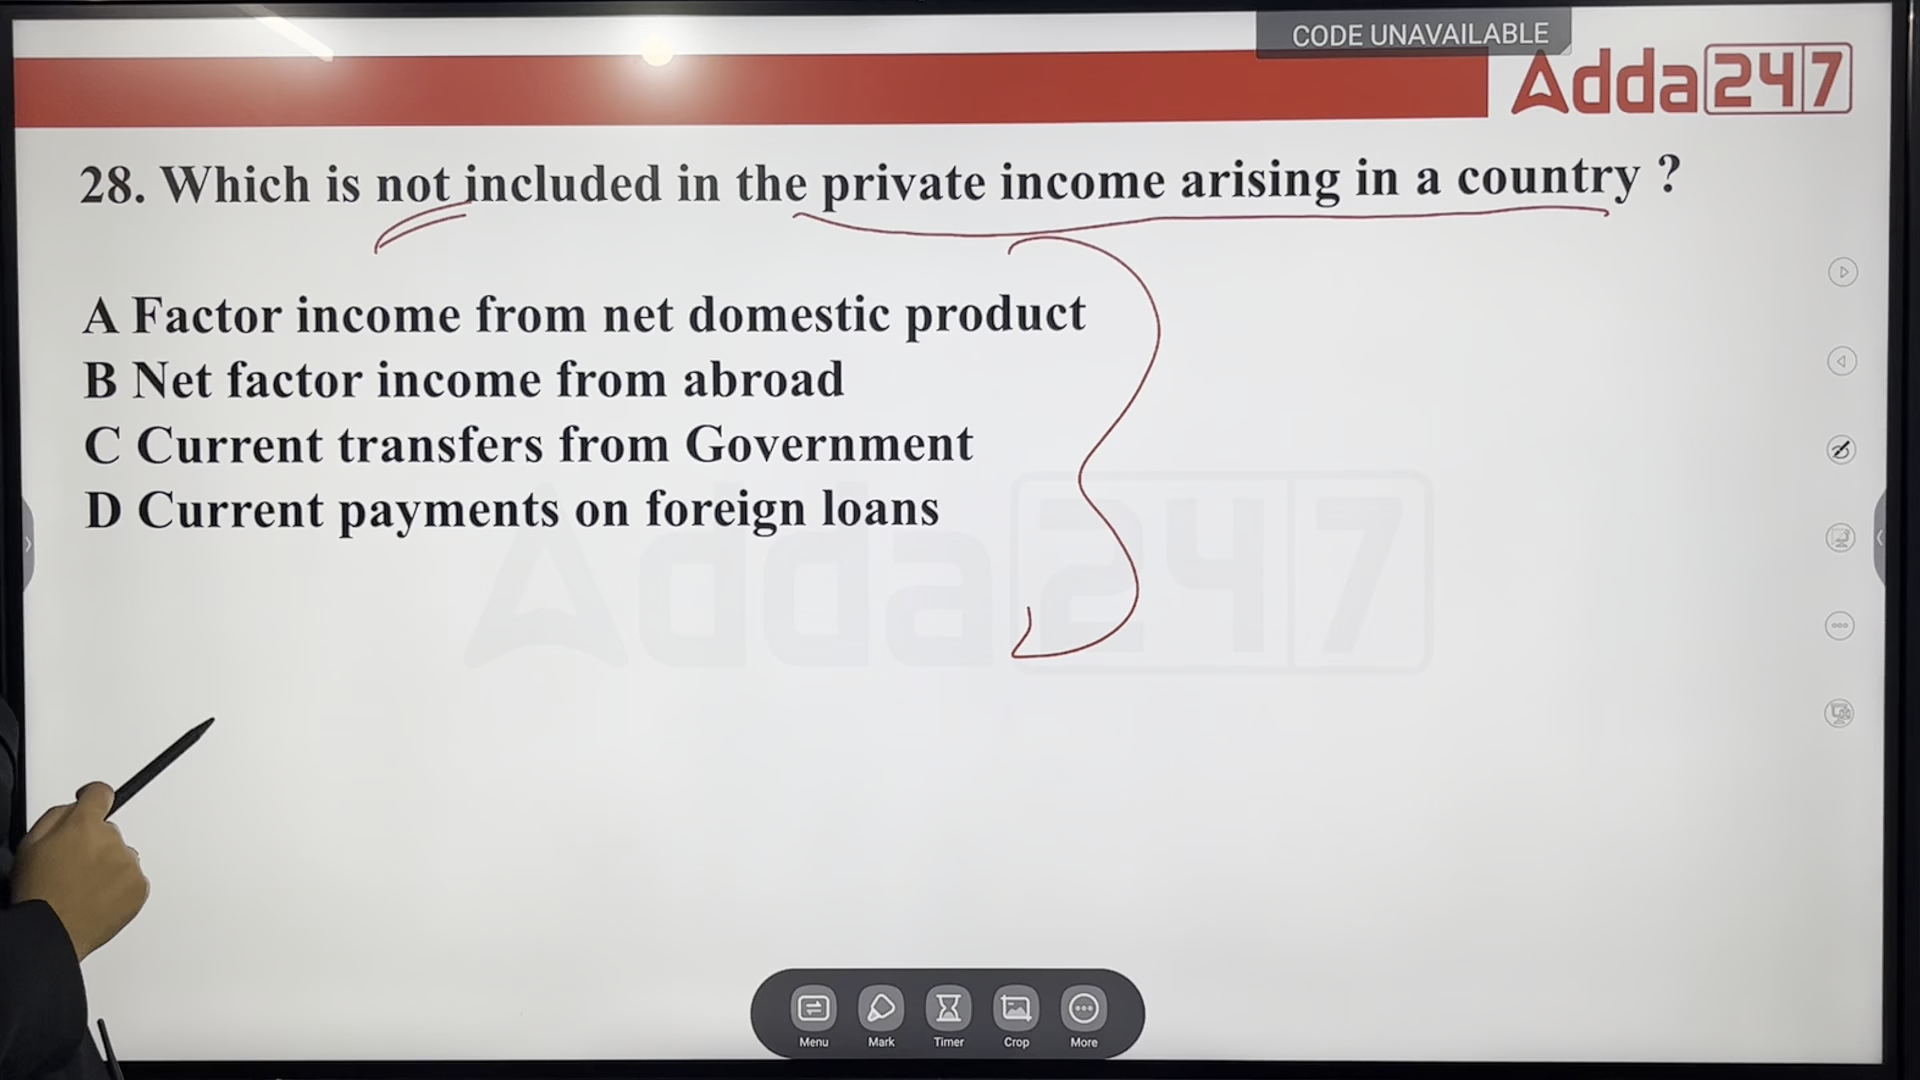 CODE UNAVAILABLE
Adda247
28. Which is not included in the private income arising in a country ?
A Factor income from net domestic product
B Net factor income from abroad
C Current transfers from Government
D Current payments on foreign loans
Adda247
Menu Mark Timer Crop More